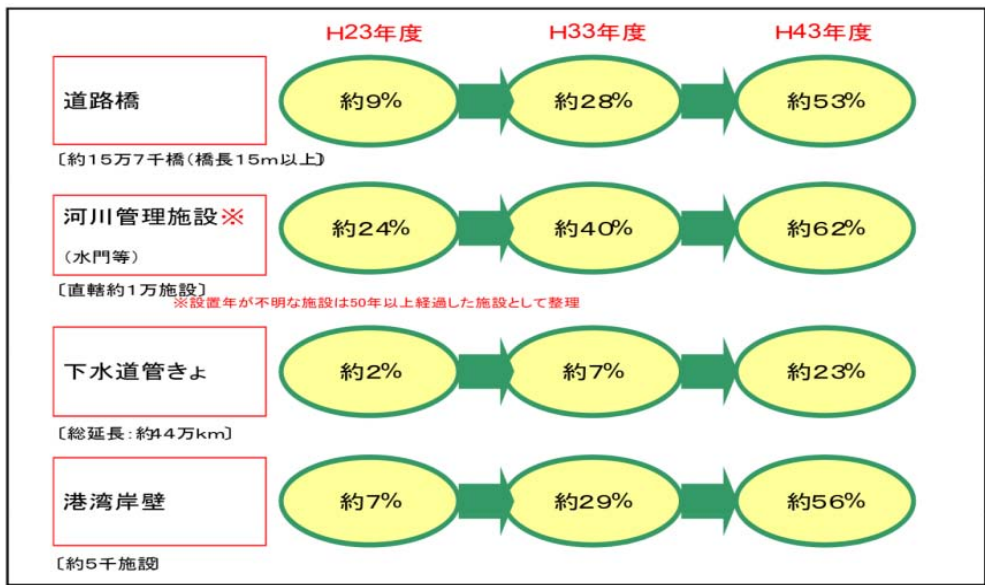 H23年度 H33年度 H43年度
道路橋 約9% 約28% 約53%
〔約15万7千橋(橋長15m以上)〕
河川管理施設※
(水門等)
約24% 約40% 約62%
〔直轄約1万施設〕
※設置年が不明な施設は50年以上経過した施設として整理
下水道管きょ 約2% 約7% 約23%
〔総延長:約44万km〕
港湾岸壁 約7% 約29% 約56%
〔約5千施設〕